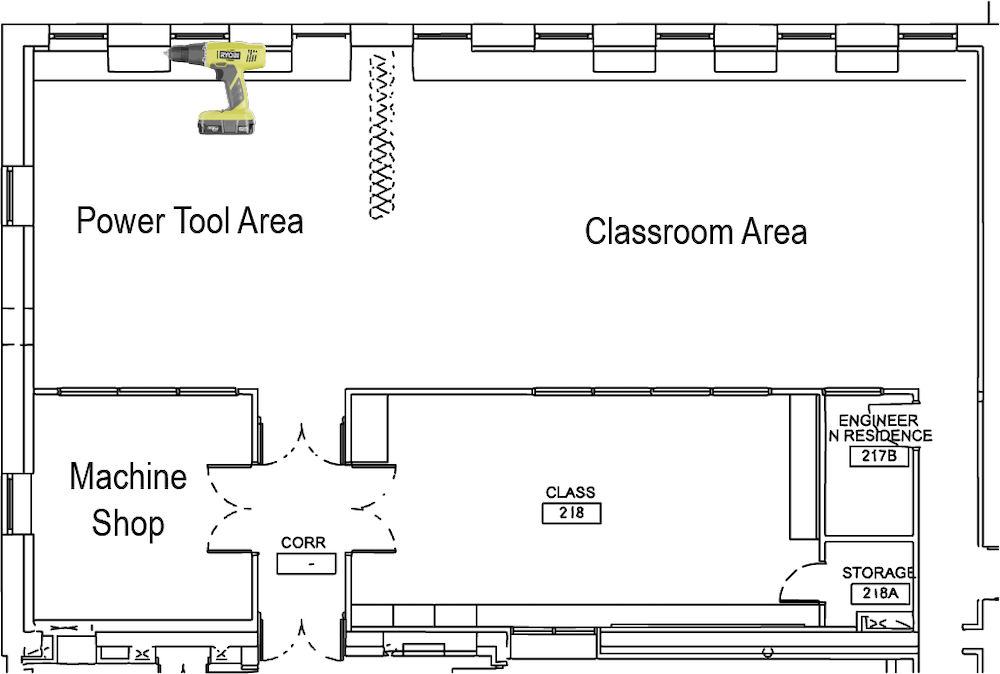 RYOBI
Power Tool Area
Classroom Area
ENGINEER
N RESIDENCE
217B
Machine
Shop
CLASS
218
CORR
-
STORAGE
218A